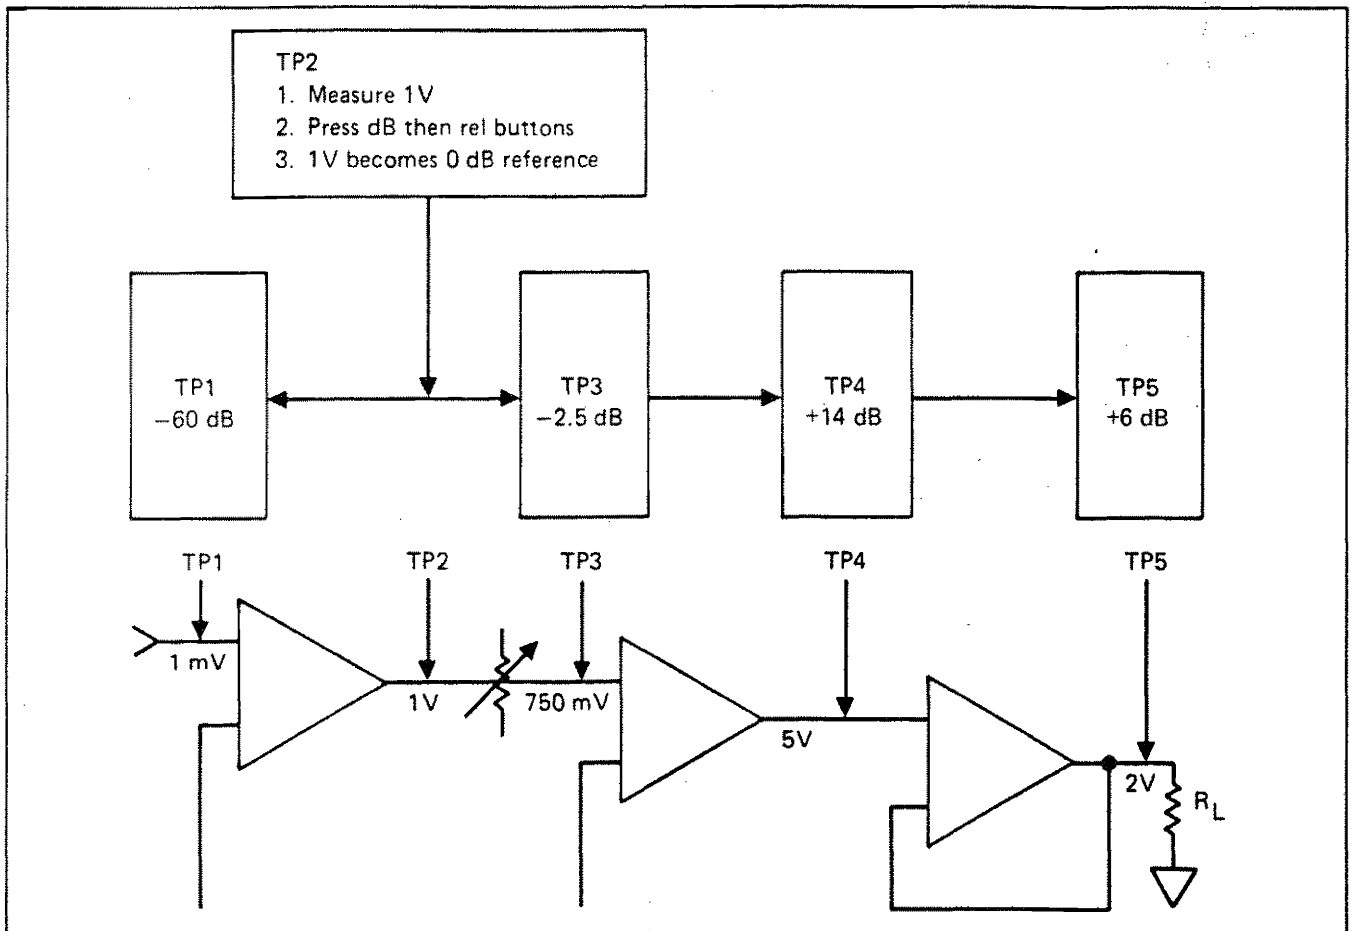 TP2
1. Measure 1V
2. Press dB then rel buttons
3. 1V becomes 0 dB reference
TP1
−60 dB
TP3
−2.5 dB
TP4
+14 dB
TP5
+6 dB
TP1
TP2
TP3
TP4
TP5
1 mV
1V
750 mV
5V
2V
RL